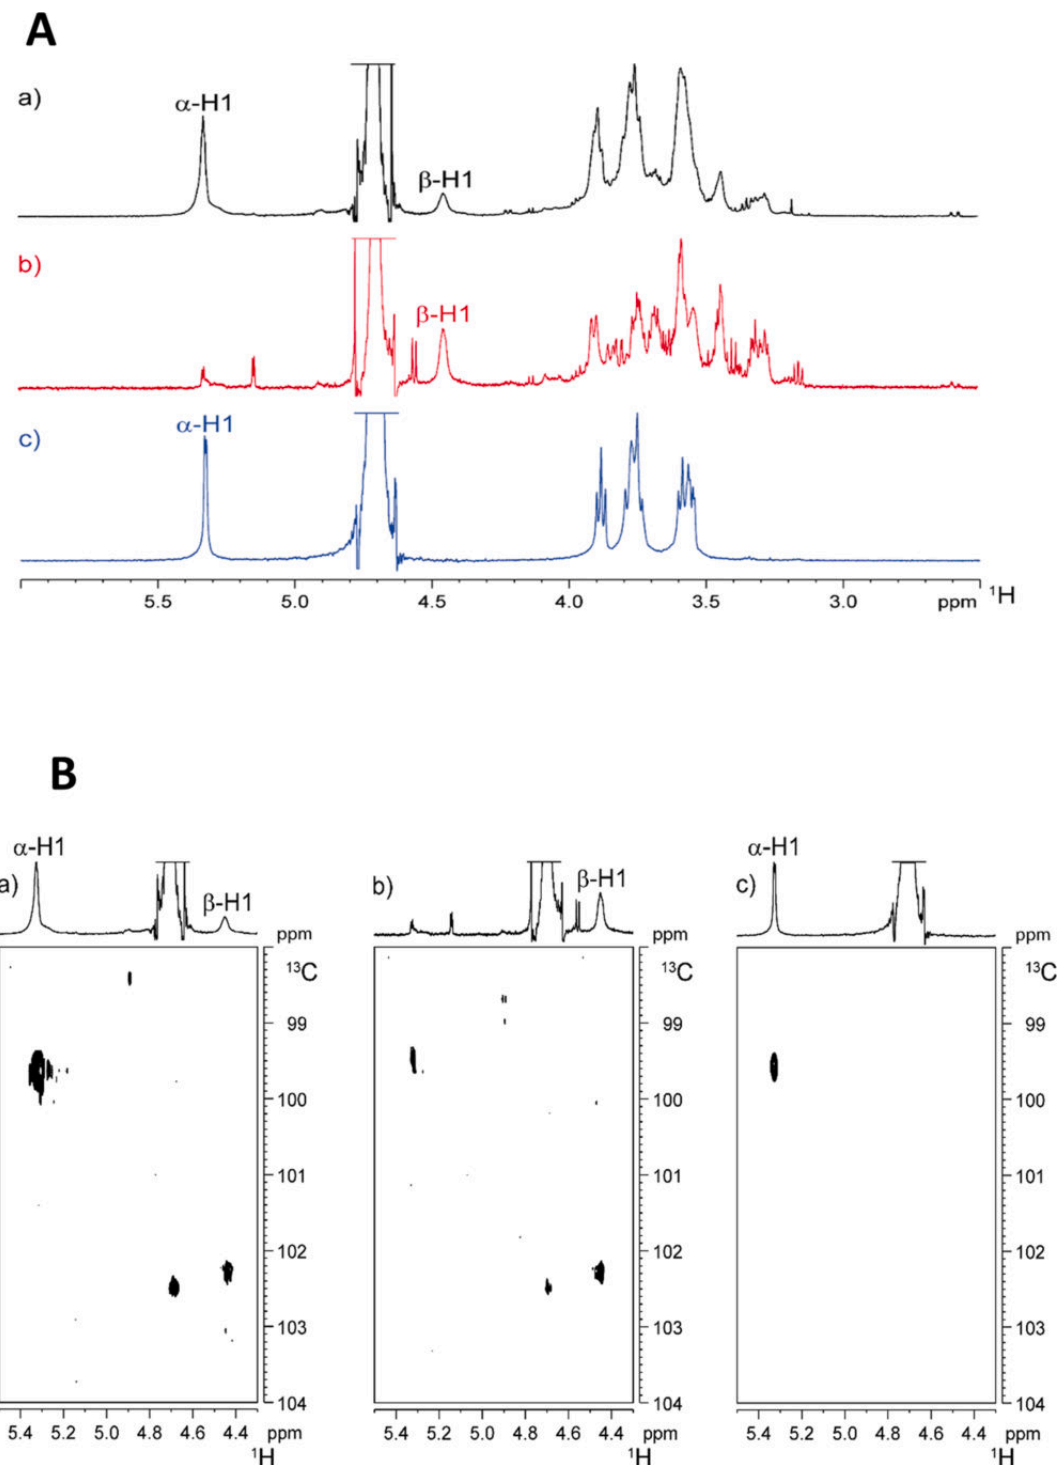 A
a)
α-H1
β-H1
b)
β-H1
c)
α-H1
5.5 5.0 4.5 4.0 3.5 3.0 ppm ¹H
B
α-H1
a)
β-H1
ppm
¹³C
99
100
101
102
103
104
5.4 5.2 5.0 4.8 4.6 4.4 ppm
¹H
b)
β-H1
ppm
¹³C
99
100
101
102
103
104
5.4 5.2 5.0 4.8 4.6 4.4 ppm
¹H
α-H1
c)
ppm
¹³C
99
100
101
102
103
104
5.4 5.2 5.0 4.8 4.6 4.4 ppm
¹H